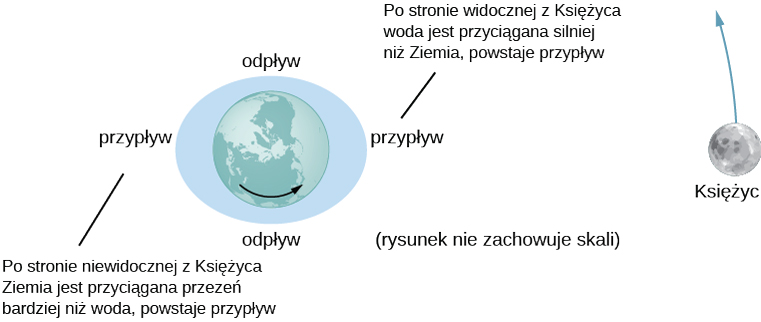 Po stronie widocznej z Księżyca
woda jest przyciągana silniej
niż Ziemia, powstaje przypływ
odpływ
przypływ
przypływ
Księżyc
odpływ
(rysunek nie zachowuje skali)
Po stronie niewidocznej z Księżyca
Ziemia jest przyciągana przezeń
bardziej niż woda, powstaje przypływ